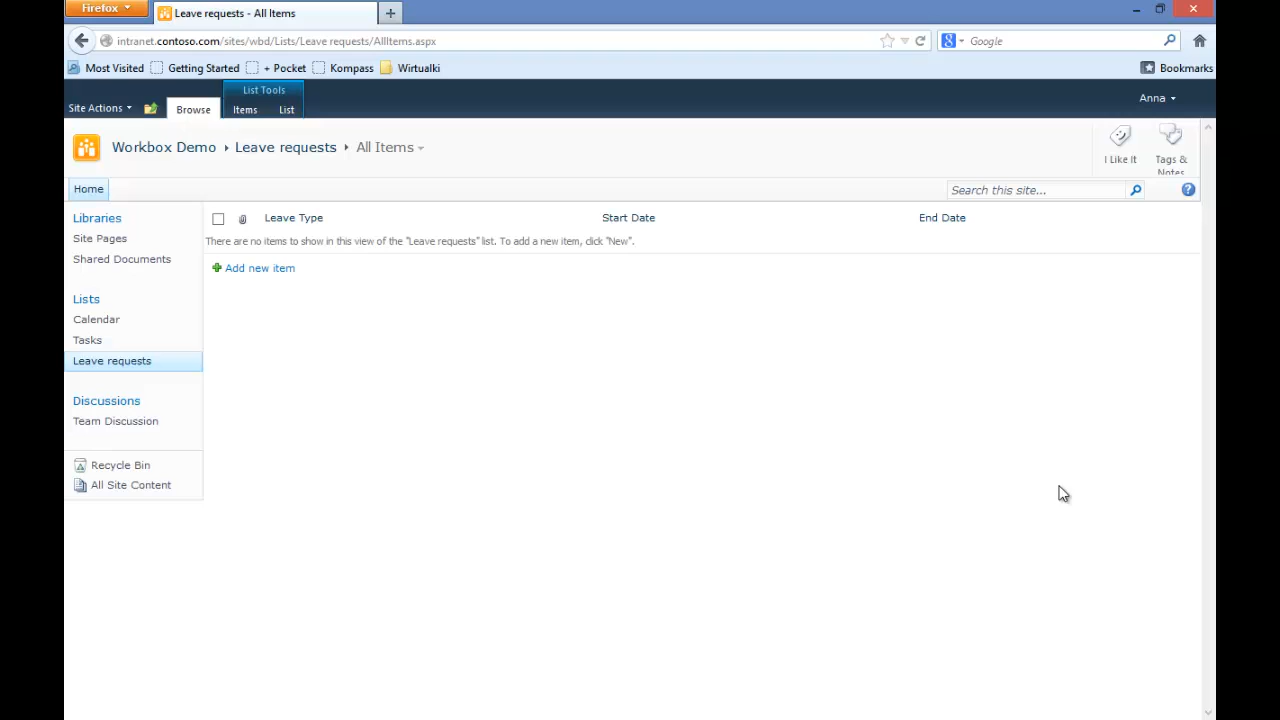 Firefox
Leave requests - All Items
intranet.contoso.com/sites/wbd/Lists/Leave requests/AllItems.aspx
Google
Most Visited Getting Started + Pocket Kompass Wirtualki Bookmarks
List Tools
Site Actions Browse Items List Anna
Workbox Demo Leave requests All Items
I Like It Tags & Notes
Home Search this site...
Libraries Leave Type Start Date End Date
Site Pages There are no items to show in this view of the "Leave requests" list. To add a new item, click "New".
Shared Documents Add new item
Lists
Calendar
Tasks
Leave requests
Discussions
Team Discussion
Recycle Bin
All Site Content